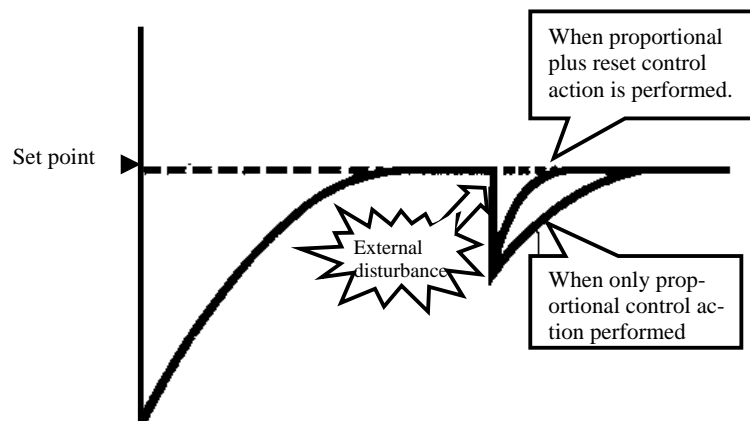 When proportional
plus reset control
action is performed.
Set point
External
disturbance
When only prop-
ortional control ac-
tion performed